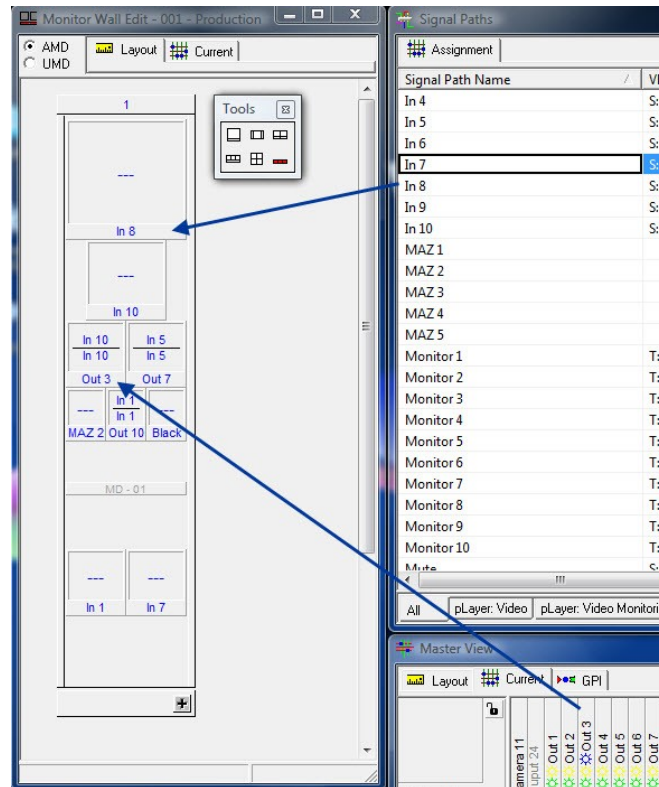 Monitor Wall Edit - 001 - Production
AMD
UMD
Layout
Current
1
Tools
---
In 8
---
In 10
In 10
In 10
Out 3
In 5
In 5
Out 7
---
MAZ 2
In 1
In 1
Out 10
---
Black
MD - 01
---
In 1
---
In 7
Signal Paths
Assignment
Signal Path Name
In 4 S:
In 5 S:
In 6 S:
In 7 S:
In 8 S:
In 9 S:
In 10 S:
MAZ 1
MAZ 2
MAZ 3
MAZ 4
MAZ 5
Monitor 1 T:
Monitor 2 T:
Monitor 3 T:
Monitor 4 T:
Monitor 5 T:
Monitor 6 T:
Monitor 7 T:
Monitor 8 T:
Monitor 9 T:
Monitor 10 T:
Mute S:
All
pLayer: Video
pLayer: Video Monitori
Master View
Layout
Current
GPI
amera 11
uput 24
Out 1
Out 2
Out 3
Out 4
Out 5
Out 6
Out 7